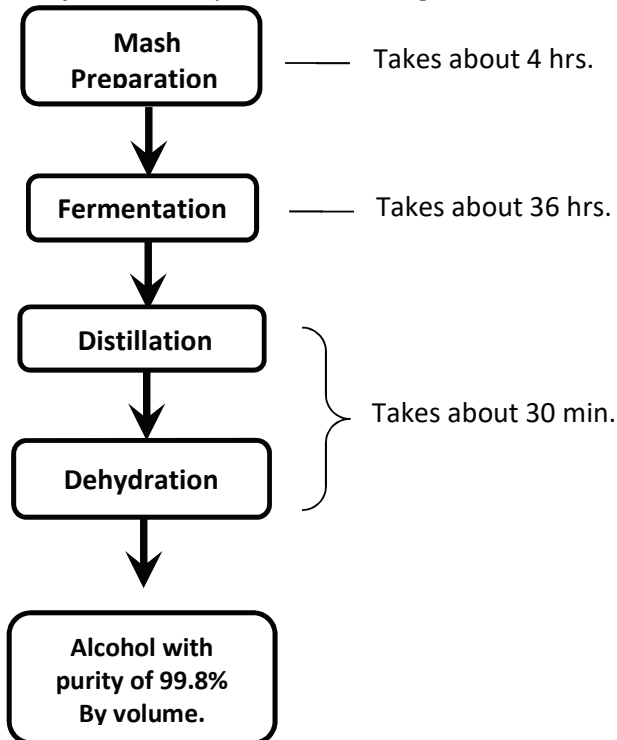 Mash
Preparation
Takes about 4 hrs.
Fermentation
Takes about 36 hrs.
Distillation
Takes about 30 min.
Dehydration
Alcohol with
purity of 99.8%
By volume.